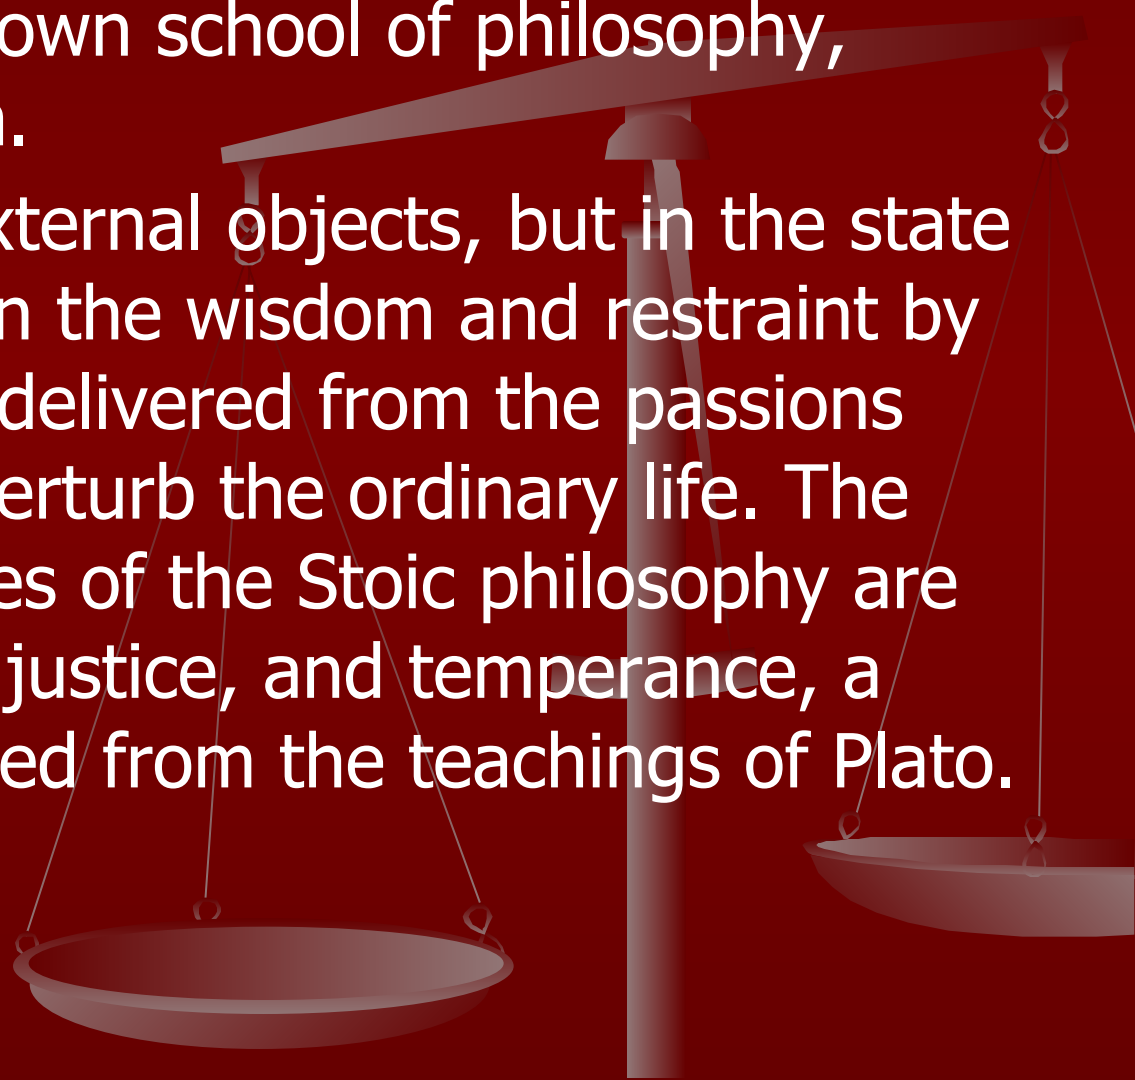 own school of philosophy,
n.
xternal objects, but in the state
n the wisdom and restraint by
delivered from the passions
erturb the ordinary life. The
es of the Stoic philosophy are
justice, and temperance, a
ed from the teachings of Plato.